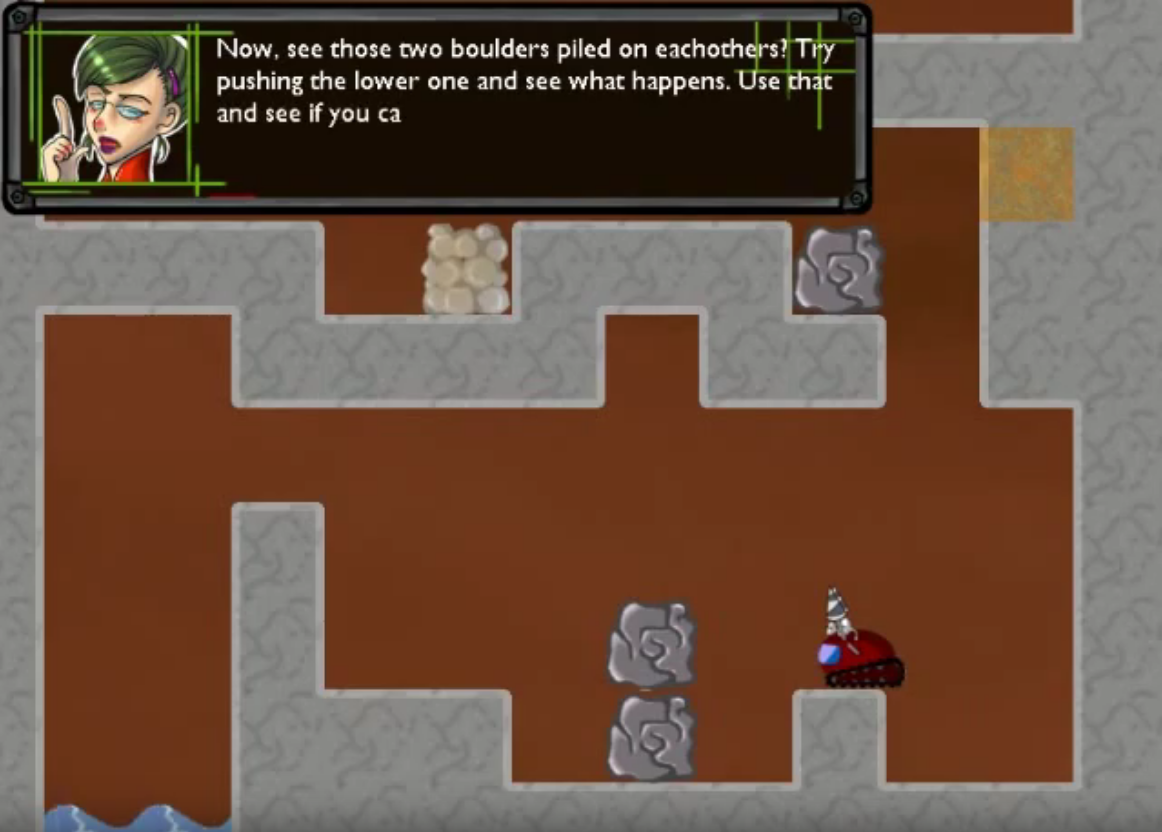 Now, see those two boulders piled on eachothers? Try
pushing the lower one and see what happens. Use that
and see if you ca